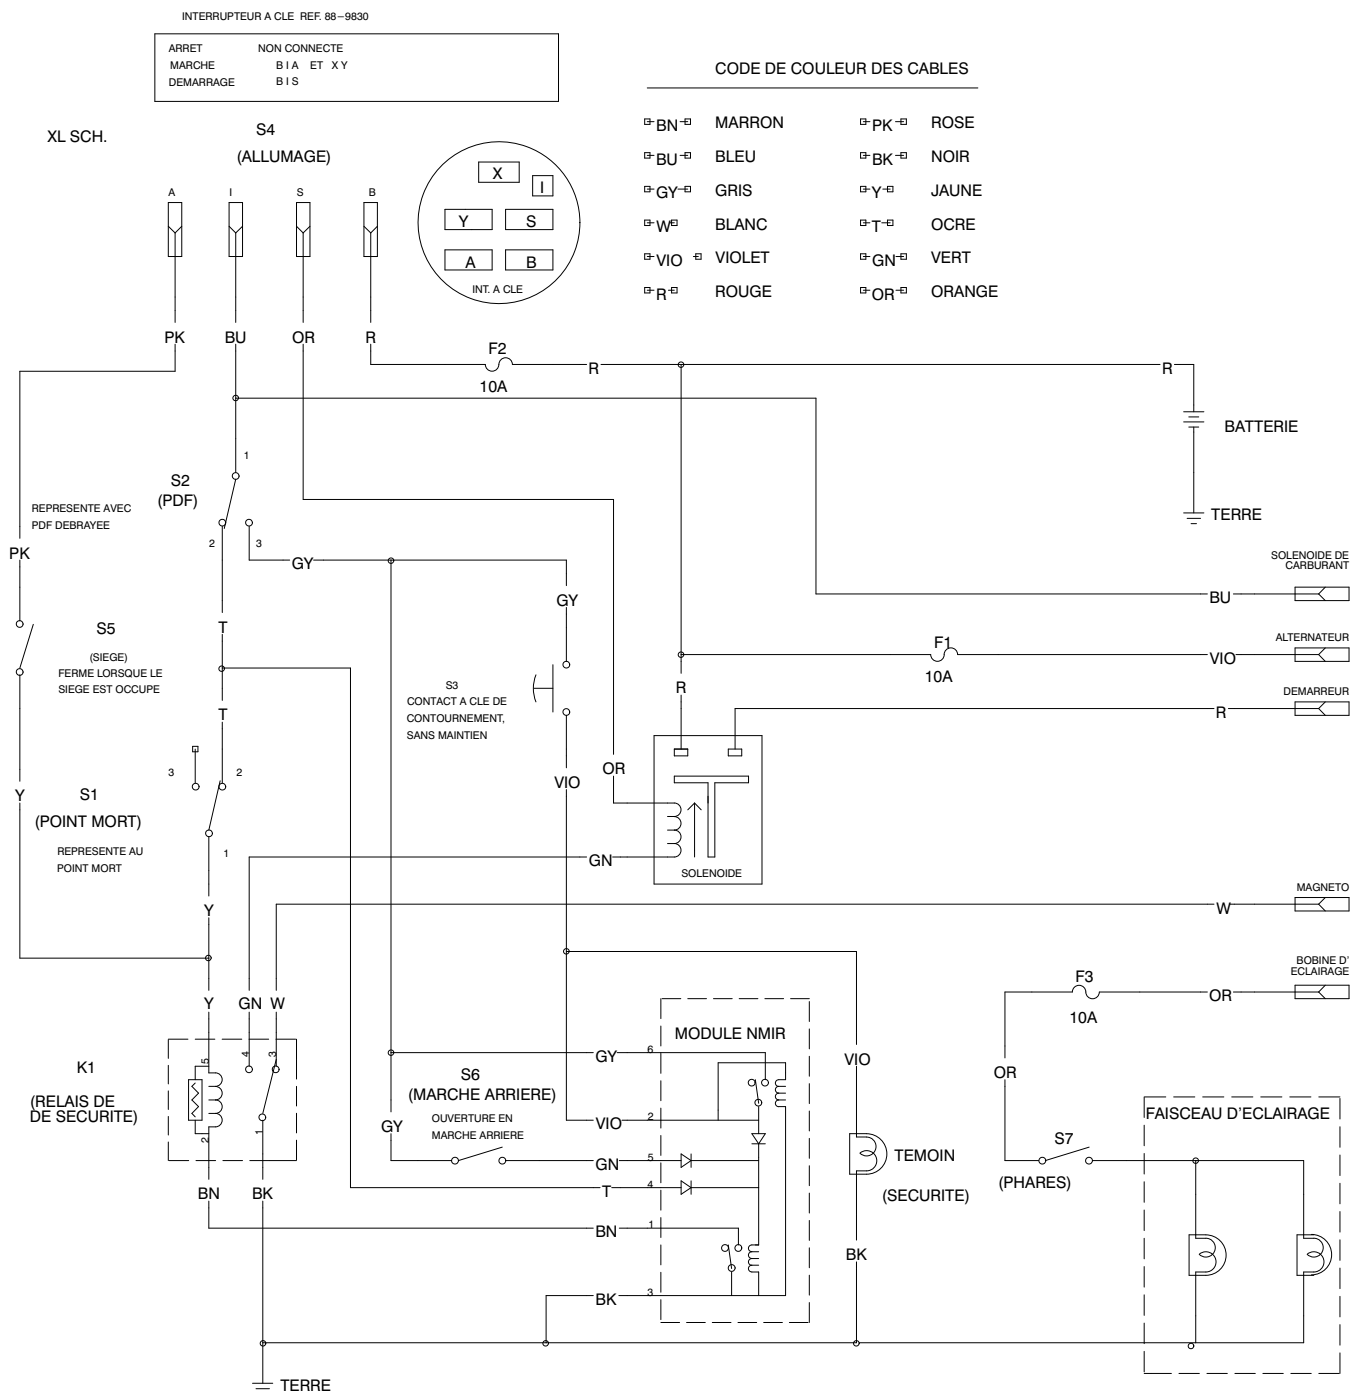 INTERRUPTEUR A CLE REF. 88-9830
ARRET NON CONNECTE
MARCHE B I A ET X Y
DEMARRAGE B I S
CODE DE COULEUR DES CABLES
BN MARRON PK ROSE
BU BLEU BK NOIR
GY GRIS Y JAUNE
W BLANC T OCRE
VIO VIOLET GN VERT
R ROUGE OR ORANGE
XL SCH.
S4
(ALLUMAGE)
A I S B
X
I
Y S
A B
INT. A CLE
PK BU OR R
F2
10A
R
R
BATTERIE
TERRE
S2
(PDF)
1
2
3
REPRESENTE AVEC
PDF DEBRAYEE
PK
GY
GY
SOLENOIDE DE
CARBURANT
BU
S5
(SIEGE)
FERME LORSQUE LE
SIEGE EST OCCUPE
T
T
F1
10A
VIO
ALTERNATEUR
S3
CONTACT A CLE DE
CONTOURNEMENT,
SANS MAINTIEN
R
DEMARREUR
R
OR
VIO
3
2
Y
S1
(POINT MORT)
REPRESENTE AU
POINT MORT
1
GN
SOLENOIDE
Y
MAGNETO
W
BOBINE D'
ECLAIRAGE
F3
10A
OR
Y GN W
MODULE NMIR
K1
(RELAIS DE
DE SECURITE)
5
4
3
2
1
GY 6
S6
(MARCHE ARRIERE)
OUVERTURE EN
MARCHE ARRIERE
GY
VIO 2
GN 5
T 4
BN 1
BK 3
BN BK
VIO
TEMOIN
(SECURITE)
BK
OR
S7
(PHARES)
FAISCEAU D'ECLAIRAGE
TERRE